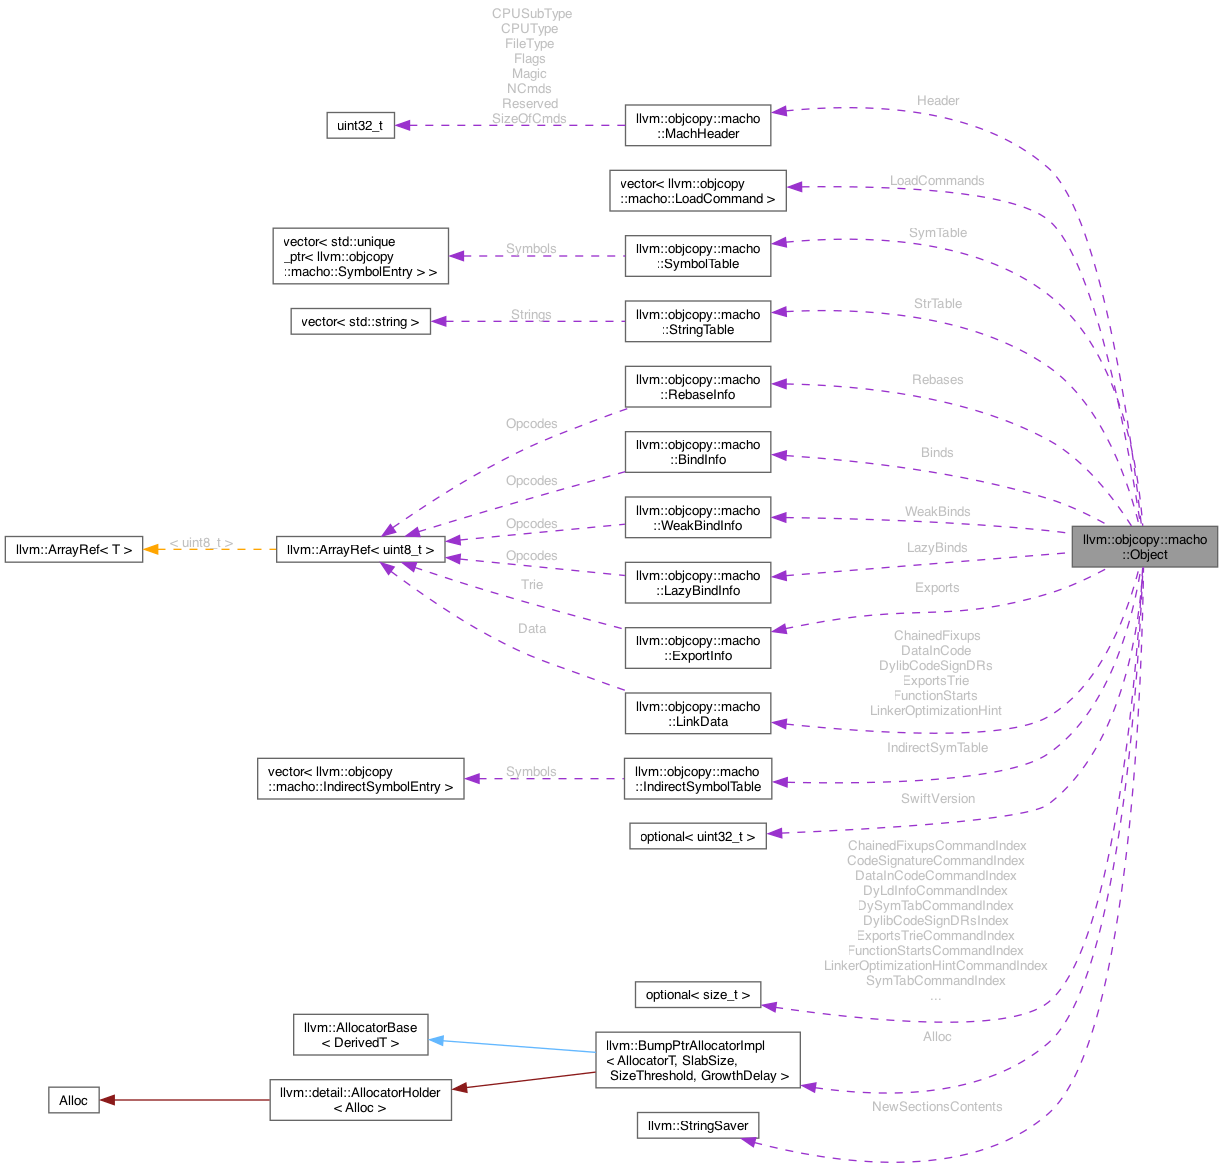 CPUSubType
CPUType
FileType
Flags
Magic
NCmds
Reserved
SizeOfCmds
Header
uint32_t
llvm::objcopy::macho
::MachHeader
LoadCommands
vector< llvm::objcopy
::macho::LoadCommand >
SymTable
vector< std::unique
_ptr< llvm::objcopy
::macho::SymbolEntry > >
Symbols
llvm::objcopy::macho
::SymbolTable
StrTable
vector< std::string >
Strings
llvm::objcopy::macho
::StringTable
Rebases
llvm::objcopy::macho
::RebaseInfo
Opcodes
Binds
llvm::objcopy::macho
::BindInfo
Opcodes
WeakBinds
llvm::objcopy::macho
::WeakBindInfo
Opcodes
llvm::objcopy::macho
::Object
llvm::ArrayRef< T >
< uint8_t >
llvm::ArrayRef< uint8_t >
LazyBinds
Opcodes
llvm::objcopy::macho
::LazyBindInfo
Trie
Exports
llvm::objcopy::macho
::ExportInfo
Data
ChainedFixups
DataInCode
DylibCodeSignDRs
ExportsTrie
FunctionStarts
LinkerOptimizationHint
llvm::objcopy::macho
::LinkData
IndirectSymTable
vector< llvm::objcopy
::macho::IndirectSymbolEntry >
Symbols
llvm::objcopy::macho
::IndirectSymbolTable
SwiftVersion
optional< uint32_t >
ChainedFixupsCommandIndex
CodeSignatureCommandIndex
DataInCodeCommandIndex
DyLdInfoCommandIndex
DySymTabCommandIndex
DylibCodeSignDRsIndex
ExportsTrieCommandIndex
FunctionStartsCommandIndex
LinkerOptimizationHintCommandIndex
SymTabCommandIndex
...
optional< size_t >
Alloc
llvm::AllocatorBase
< DerivedT >
llvm::BumpPtrAllocatorImpl
< AllocatorT, SlabSize,
SizeThreshold, GrowthDelay >
Alloc
llvm::detail::AllocatorHolder
< Alloc >
NewSectionsContents
llvm::StringSaver